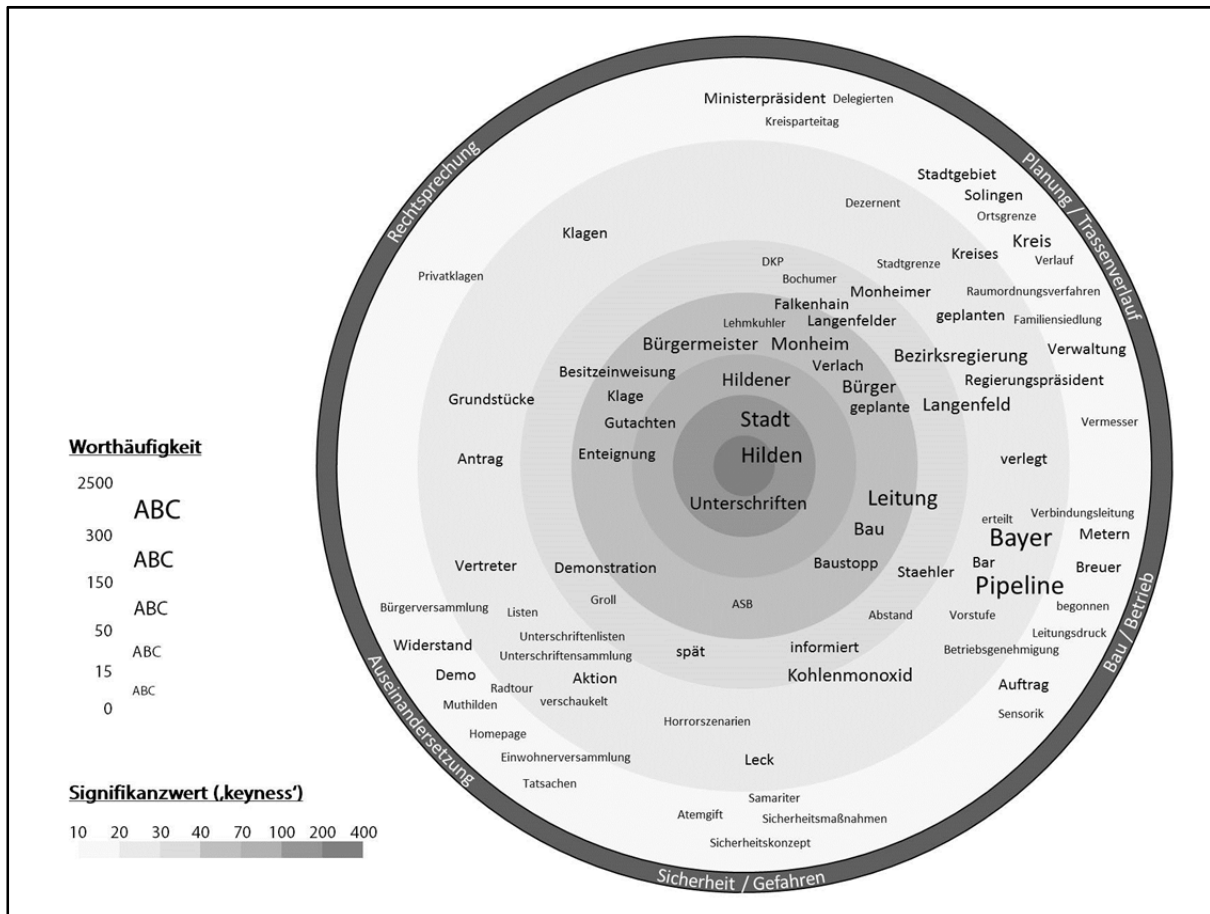 Rechtsprechung
Planung / Trassenverlauf
Bau / Betrieb
Sicherheit / Gefahren
Auseinandersetzung
Ministerpräsident Delegierten
Kreisparteitag
Stadtgebiet
Solingen
Dezernent
Ortsgrenze
Klagen
Kreis
Kreises
Verlauf
DKP
Stadtgrenze
Privatklagen
Bochumer
Monheimer
Raumordnungsverfahren
Falkenhain
geplanten
Familiensiedlung
Lehmkuhler
Langenfelder
Bürgermeister
Monheim
Verwaltung
Bezirksregierung
Verlach
Besitzeinweisung
Hildener
Regierungspräsident
Bürger
Klage
Grundstücke
geplante
Langenfeld
Stadt
Gutachten
Vermesser
Enteignung
Hilden
Antrag
verlegt
Leitung
Unterschriften
Verbindungsleitung
erteilt
Bau
Bayer
Metern
Baustopp
Bar
Vertreter
Demonstration
Staehler
Breuer
Pipeline
Groll
ASB
Bürgerversammlung
begonnen
Listen
Abstand
Vorstufe
Leitungsdruck
Unterschriftenlisten
Widerstand
informiert
spät
Betriebsgenehmigung
Unterschriftensammlung
Demo
Aktion
Kohlenmonoxid
Auftrag
Radtour
verschaukelt
Muthilden
Sensorik
Horrorszenarien
Homepage
Einwohnerversammlung
Leck
Tatsachen
Samariter
Atemgift
Sicherheitsmaßnahmen
Sicherheitskonzept
Worthäufigkeit
2500
ABC
300
ABC
150
ABC
50
ABC
15
ABC
0
Signifikanzwert (‚keyness‘)
10 20 30 40 70 100 200 400